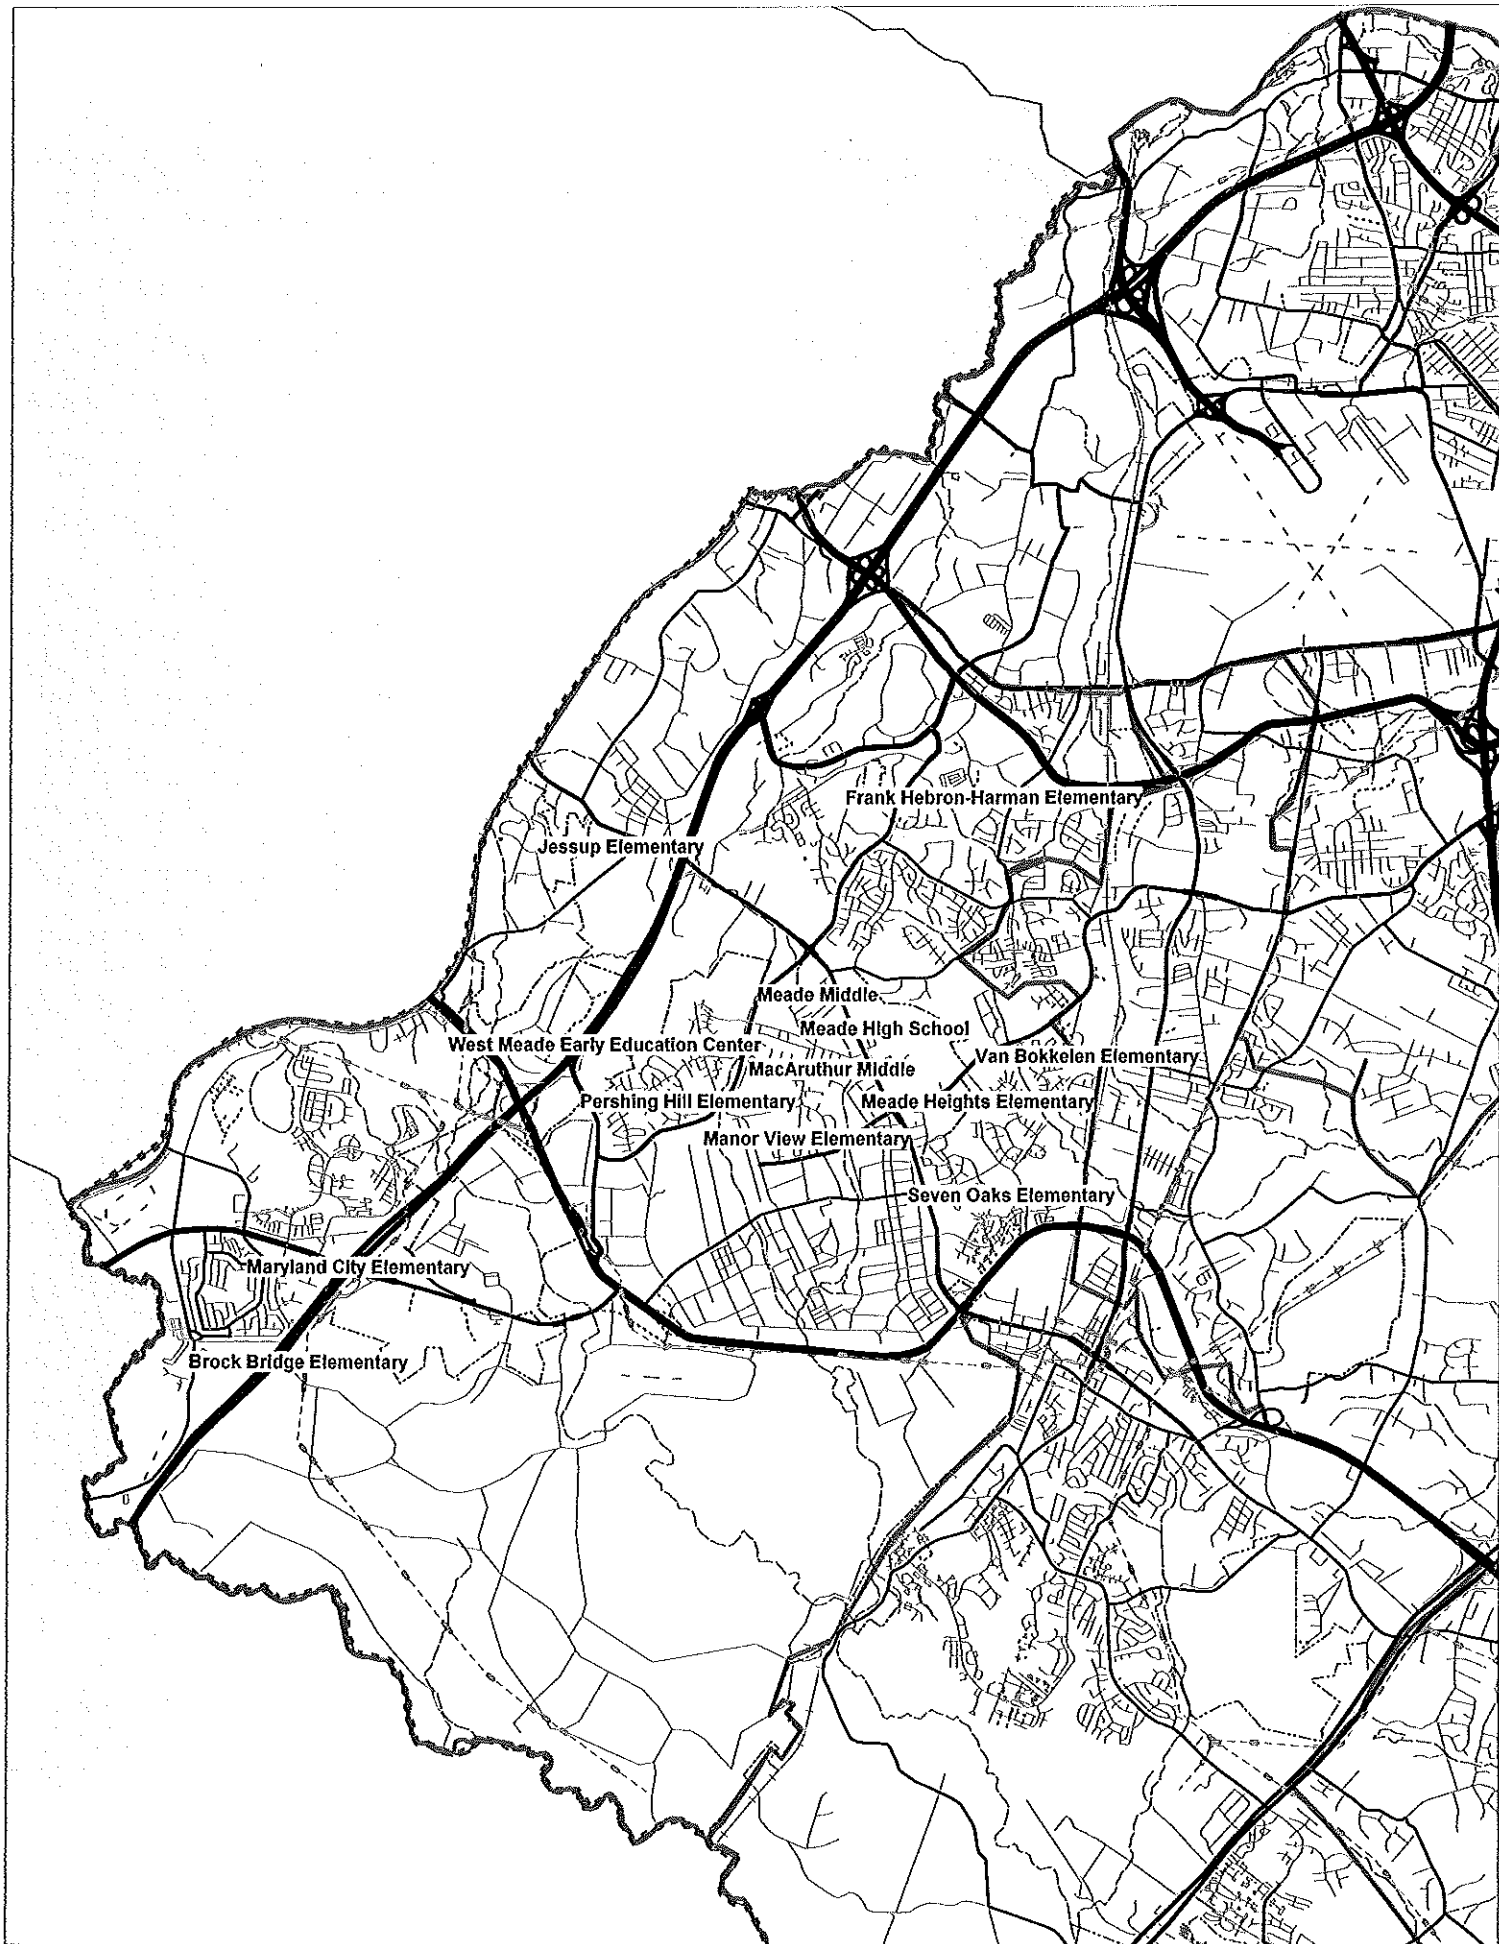 Frank Hebron-Harman Elementary
Jessup Elementary
Meade Middle
Meade High School
West Meade Early Education Center
Van Bokkelen Elementary
MacAruthur Middle
Pershing Hill Elementary
Meade Heights Elementary
Manor View Elementary
Seven Oaks Elementary
Maryland City Elementary
Brock Bridge Elementary